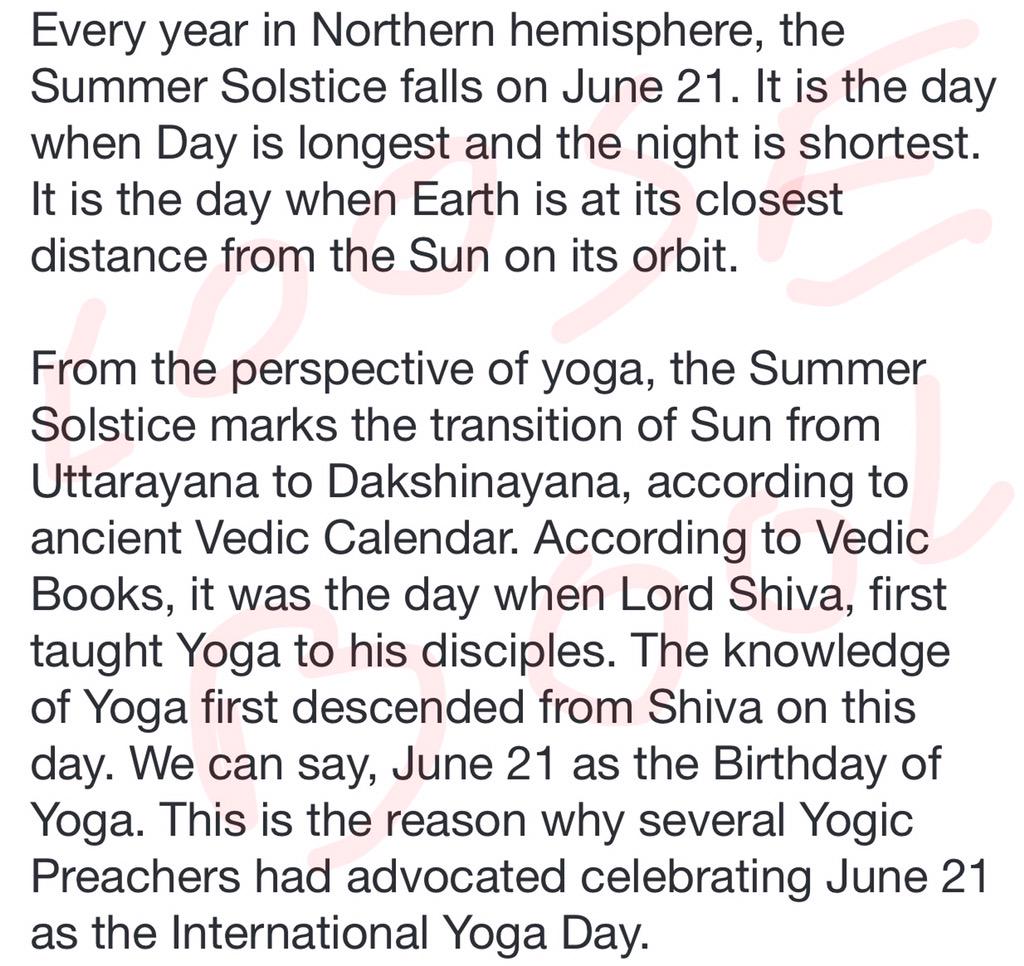 Every year in Northern hemisphere, the
Summer Solstice falls on June 21. It is the day
when Day is longest and the night is shortest.
It is the day when Earth is at its closest
distance from the Sun on its orbit.
From the perspective of yoga, the Summer
Solstice marks the transition of Sun from
Uttarayana to Dakshinayana, according to
ancient Vedic Calendar. According to Vedic
Books, it was the day when Lord Shiva, first
taught Yoga to his disciples. The knowledge
of Yoga first descended from Shiva on this
day. We can say, June 21 as the Birthday of
Yoga. This is the reason why several Yogic
Preachers had advocated celebrating June 21
as the International Yoga Day.
LOOSE
BOOL